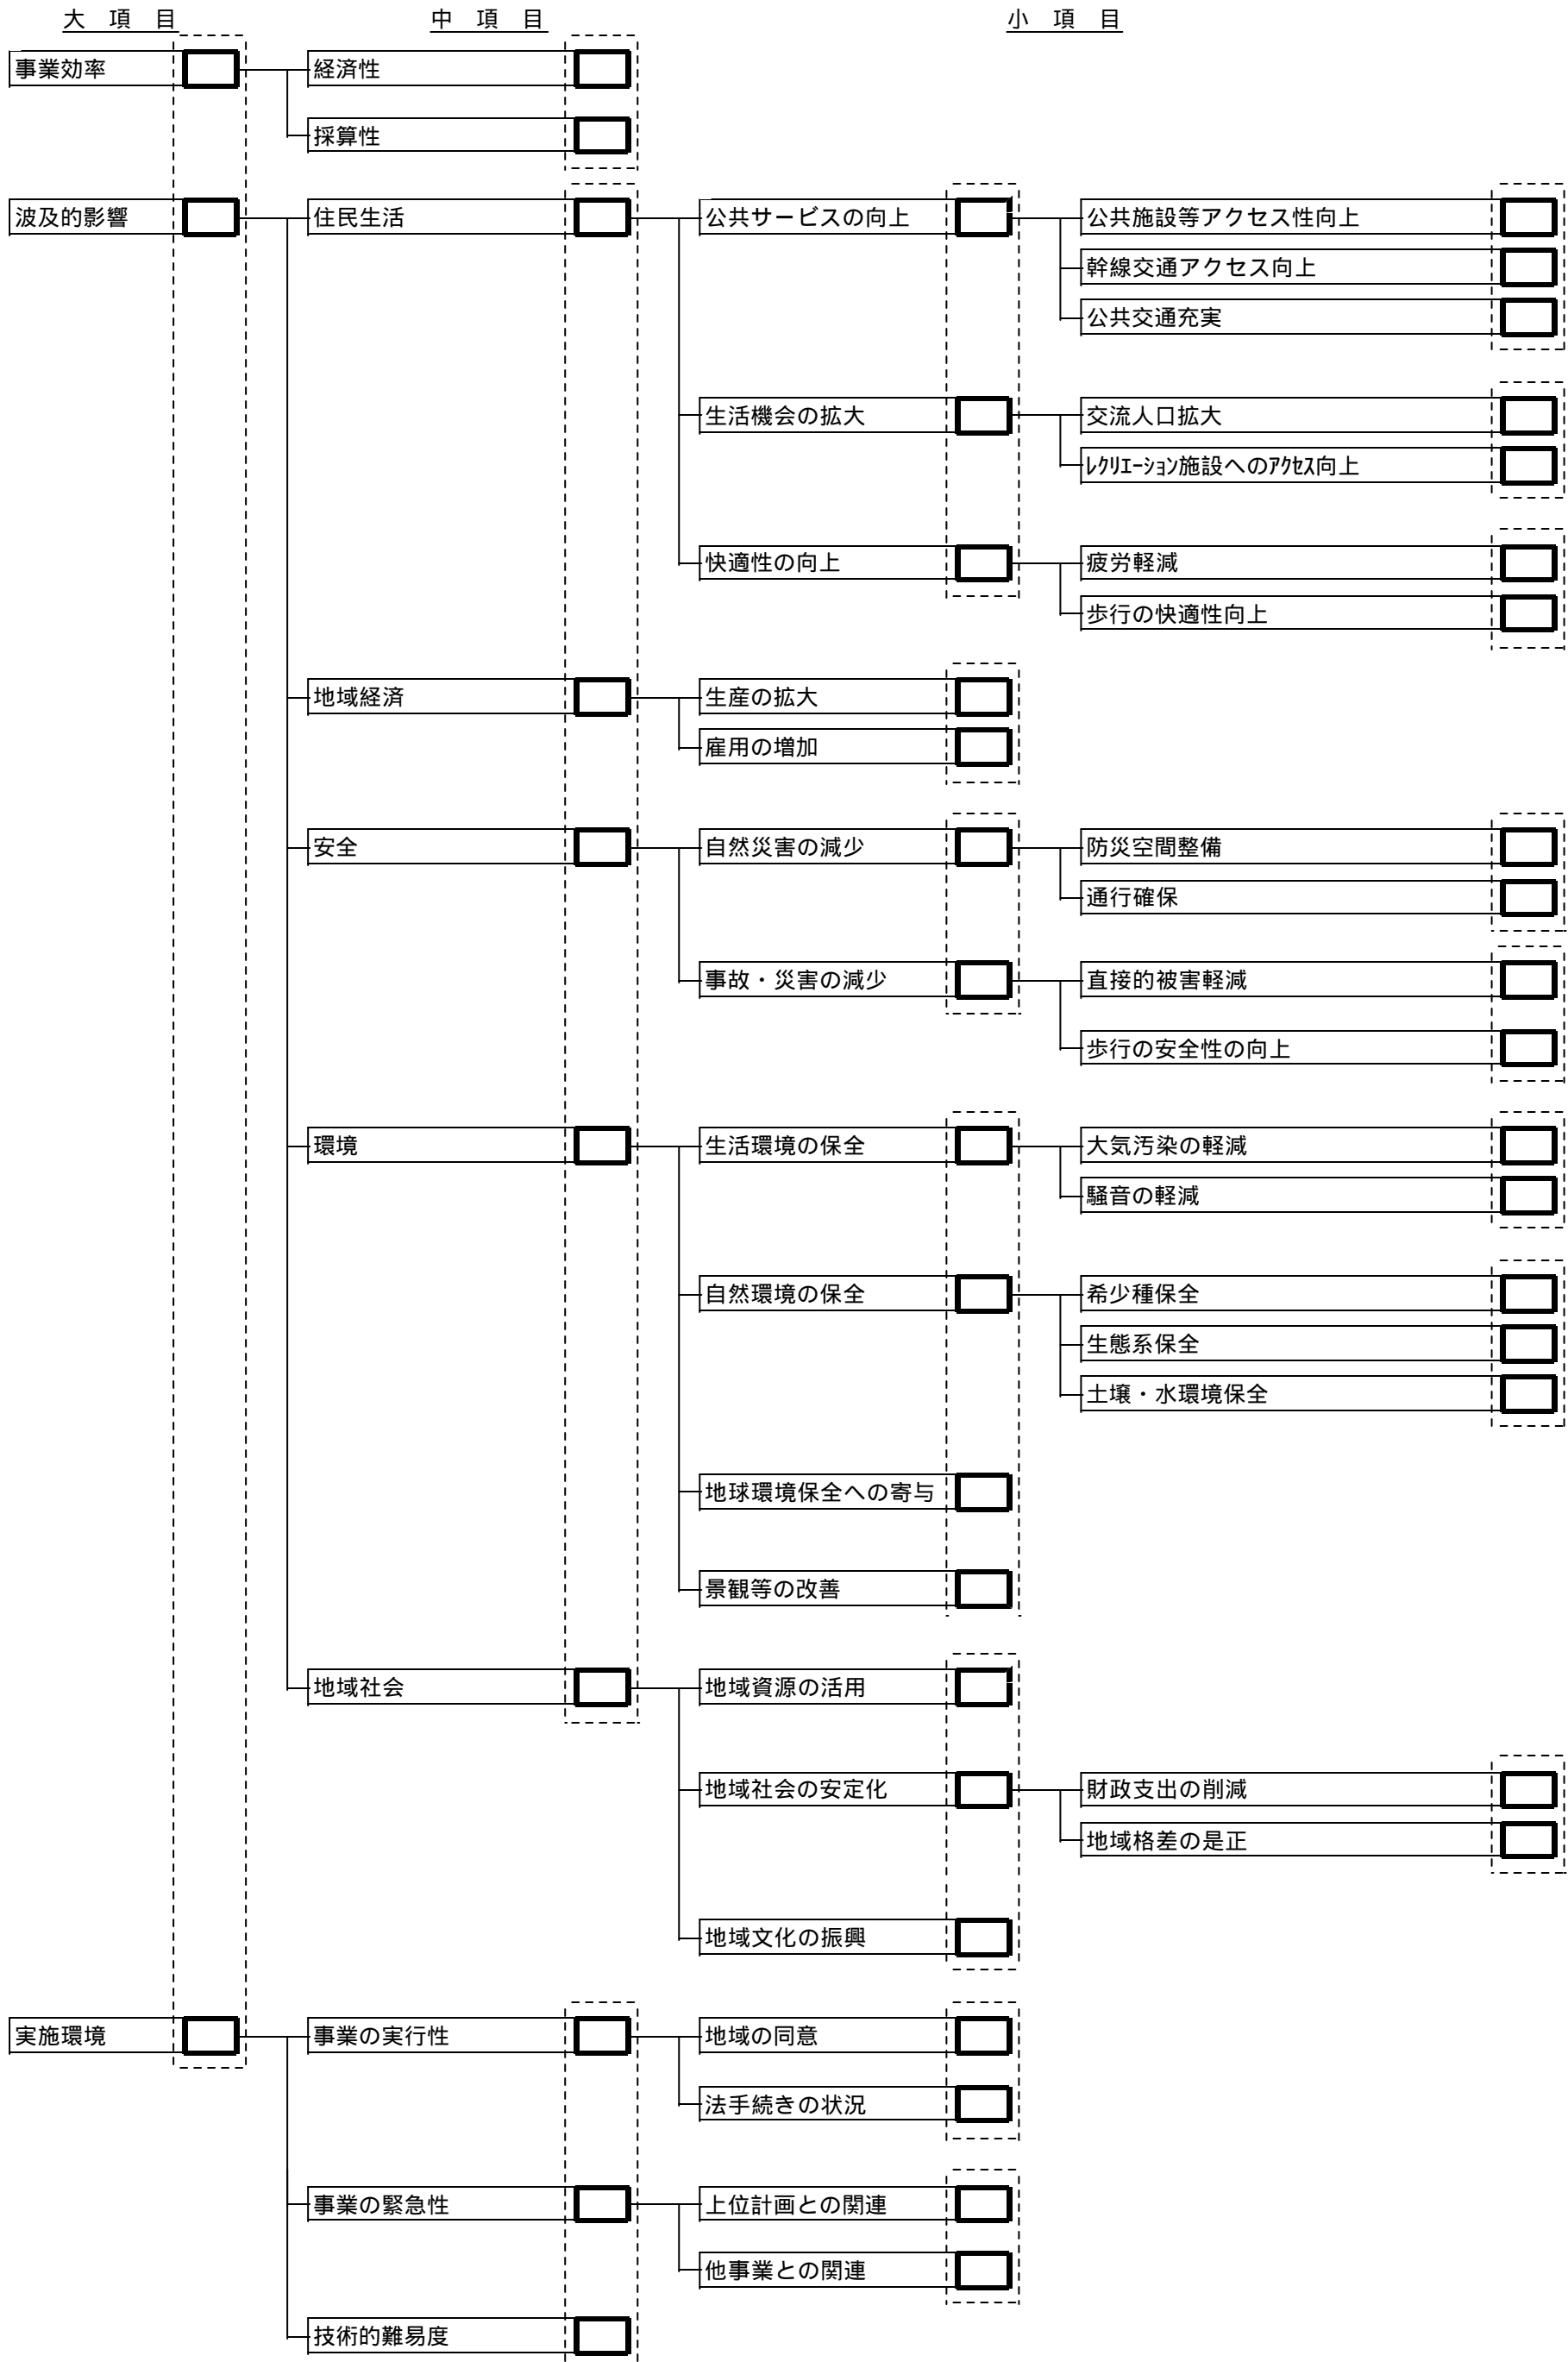 大　項　目　中　項　目　小　項　目
事業効率　経済性
採算性
波及的影響　住民生活　公共サービスの向上　公共施設等アクセス性向上
幹線交通アクセス向上
公共交通充実
生活機会の拡大　交流人口拡大
ﾚｸﾘｴｰｼｮﾝ施設へのｱｸｾｽ向上
快適性の向上　疲労軽減
歩行の快適性向上
地域経済　生産の拡大
雇用の増加
安全　自然災害の減少　防災空間整備
通行確保
事故・災害の減少　直接的被害軽減
歩行の安全性の向上
環境　生活環境の保全　大気汚染の軽減
騒音の軽減
自然環境の保全　希少種保全
生態系保全
土壌・水環境保全
地球環境保全への寄与
景観等の改善
地域社会　地域資源の活用
地域社会の安定化　財政支出の削減
地域格差の是正
地域文化の振興
実施環境　事業の実行性　地域の同意
法手続きの状況
事業の緊急性　上位計画との関連
他事業との関連
技術的難易度